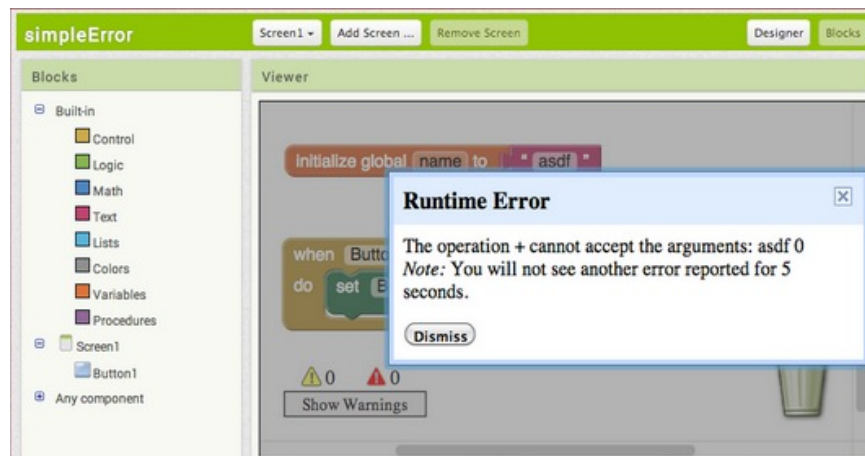 simpleError
Screen1 Add Screen ... Remove Screen Designer Blocks
Blocks
Viewer
Built-in
Control
Logic
Math
Text
Lists
Colors
Variables
Procedures
Screen1
Button1
Any component
initialize global name to " asdf "
when
do set
0 0
Show Warnings
Runtime Error
The operation + cannot accept the arguments: asdf 0
Note: You will not see another error reported for 5
seconds.
Dismiss